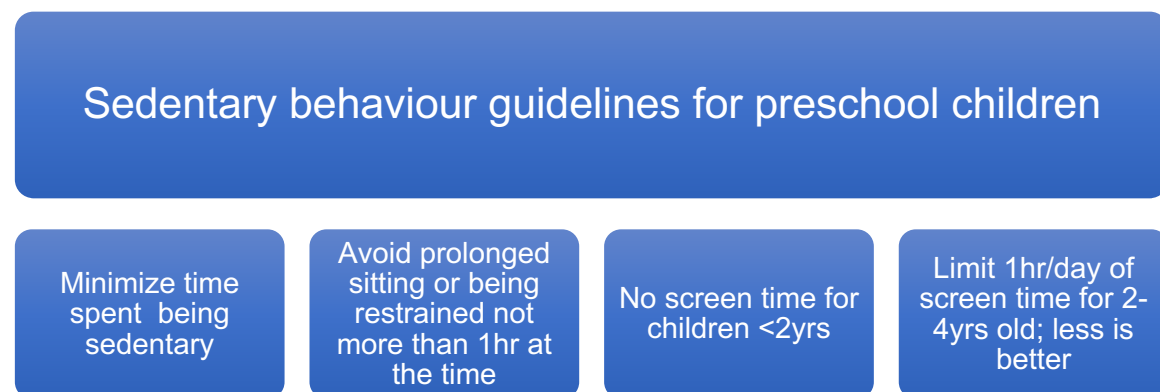 Sedentary behaviour guidelines for preschool children
Minimize time
spent being
sedentary
Avoid prolonged
sitting or being
restrained not
more than 1hr at
the time
No screen time for
children <2yrs
Limit 1hr/day of
screen time for 2-
4yrs old; less is
better